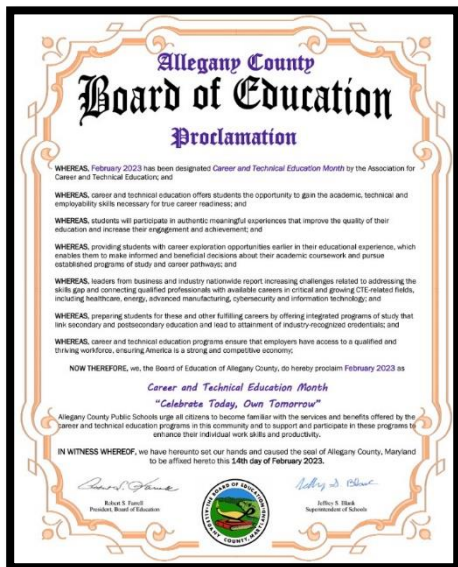 Allegany County
Board of Education
Proclamation
WHEREAS, February 2023 has been designated Career and Technical Education Month by the Association for
Career and Technical Education; and
WHEREAS, career and technical education offers students the opportunity to gain the academic, technical and
employability skills necessary for true career readiness; and
WHEREAS, students will participate in authentic meaningful experiences that improve the quality of their
education and increase their engagement and achievement; and
WHEREAS, providing students with career exploration opportunities earlier in their educational experience, which
enables them to make informed and beneficial decisions about their academic coursework and pursue
established programs of study and career pathways; and
WHEREAS, leaders from business and industry nationwide report increasing challenges related to addressing the
skills gap and connecting qualified professionals with available careers in critical and growing CTE-related fields,
including healthcare, energy, advanced manufacturing, cybersecurity and information technology; and
WHEREAS, preparing students for these and other fulfilling careers by offering integrated programs of study that
link secondary and postsecondary education and lead to attainment of industry-recognized credentials; and
WHEREAS, career and technical education programs ensure that employers have access to a qualified and
thriving workforce, ensuring America is a strong and competitive economy;
NOW THEREFORE, we, the Board of Education of Allegany County, do hereby proclaim February 2023 as
Career and Technical Education Month
"Celebrate Today, Own Tomorrow"
Allegany County Public Schools urge all citizens to become familiar with the services and benefits offered by the
career and technical education programs in this community and to support and participate in these programs to
enhance their individual work skills and productivity.
IN WITNESS WHEREOF, we have hereunto set our hands and caused the seal of Allegany County, Maryland
to be affixed hereto this 14th day of February 2023.
Robert S. Farrell
President, Board of Education
THE BOARD OF EDUCATION
ALLEGANY COUNTY, MARYLAND
Jeffrey S. Blank
Superintendent of Schools